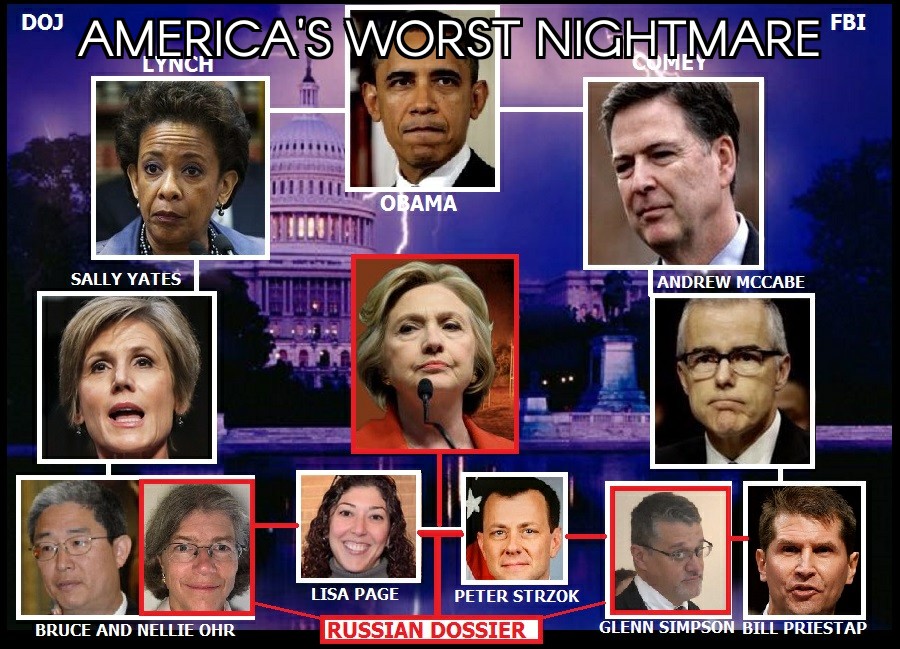 DOJ
AMERICA'S WORST NIGHTMARE
FBI
LYNCH
COMEY
OBAMA
SALLY YATES
ANDREW MCCABE
LISA PAGE
PETER STRZOK
BRUCE AND NELLIE OHR
RUSSIAN DOSSIER
GLENN SIMPSON
BILL PRIESTAP